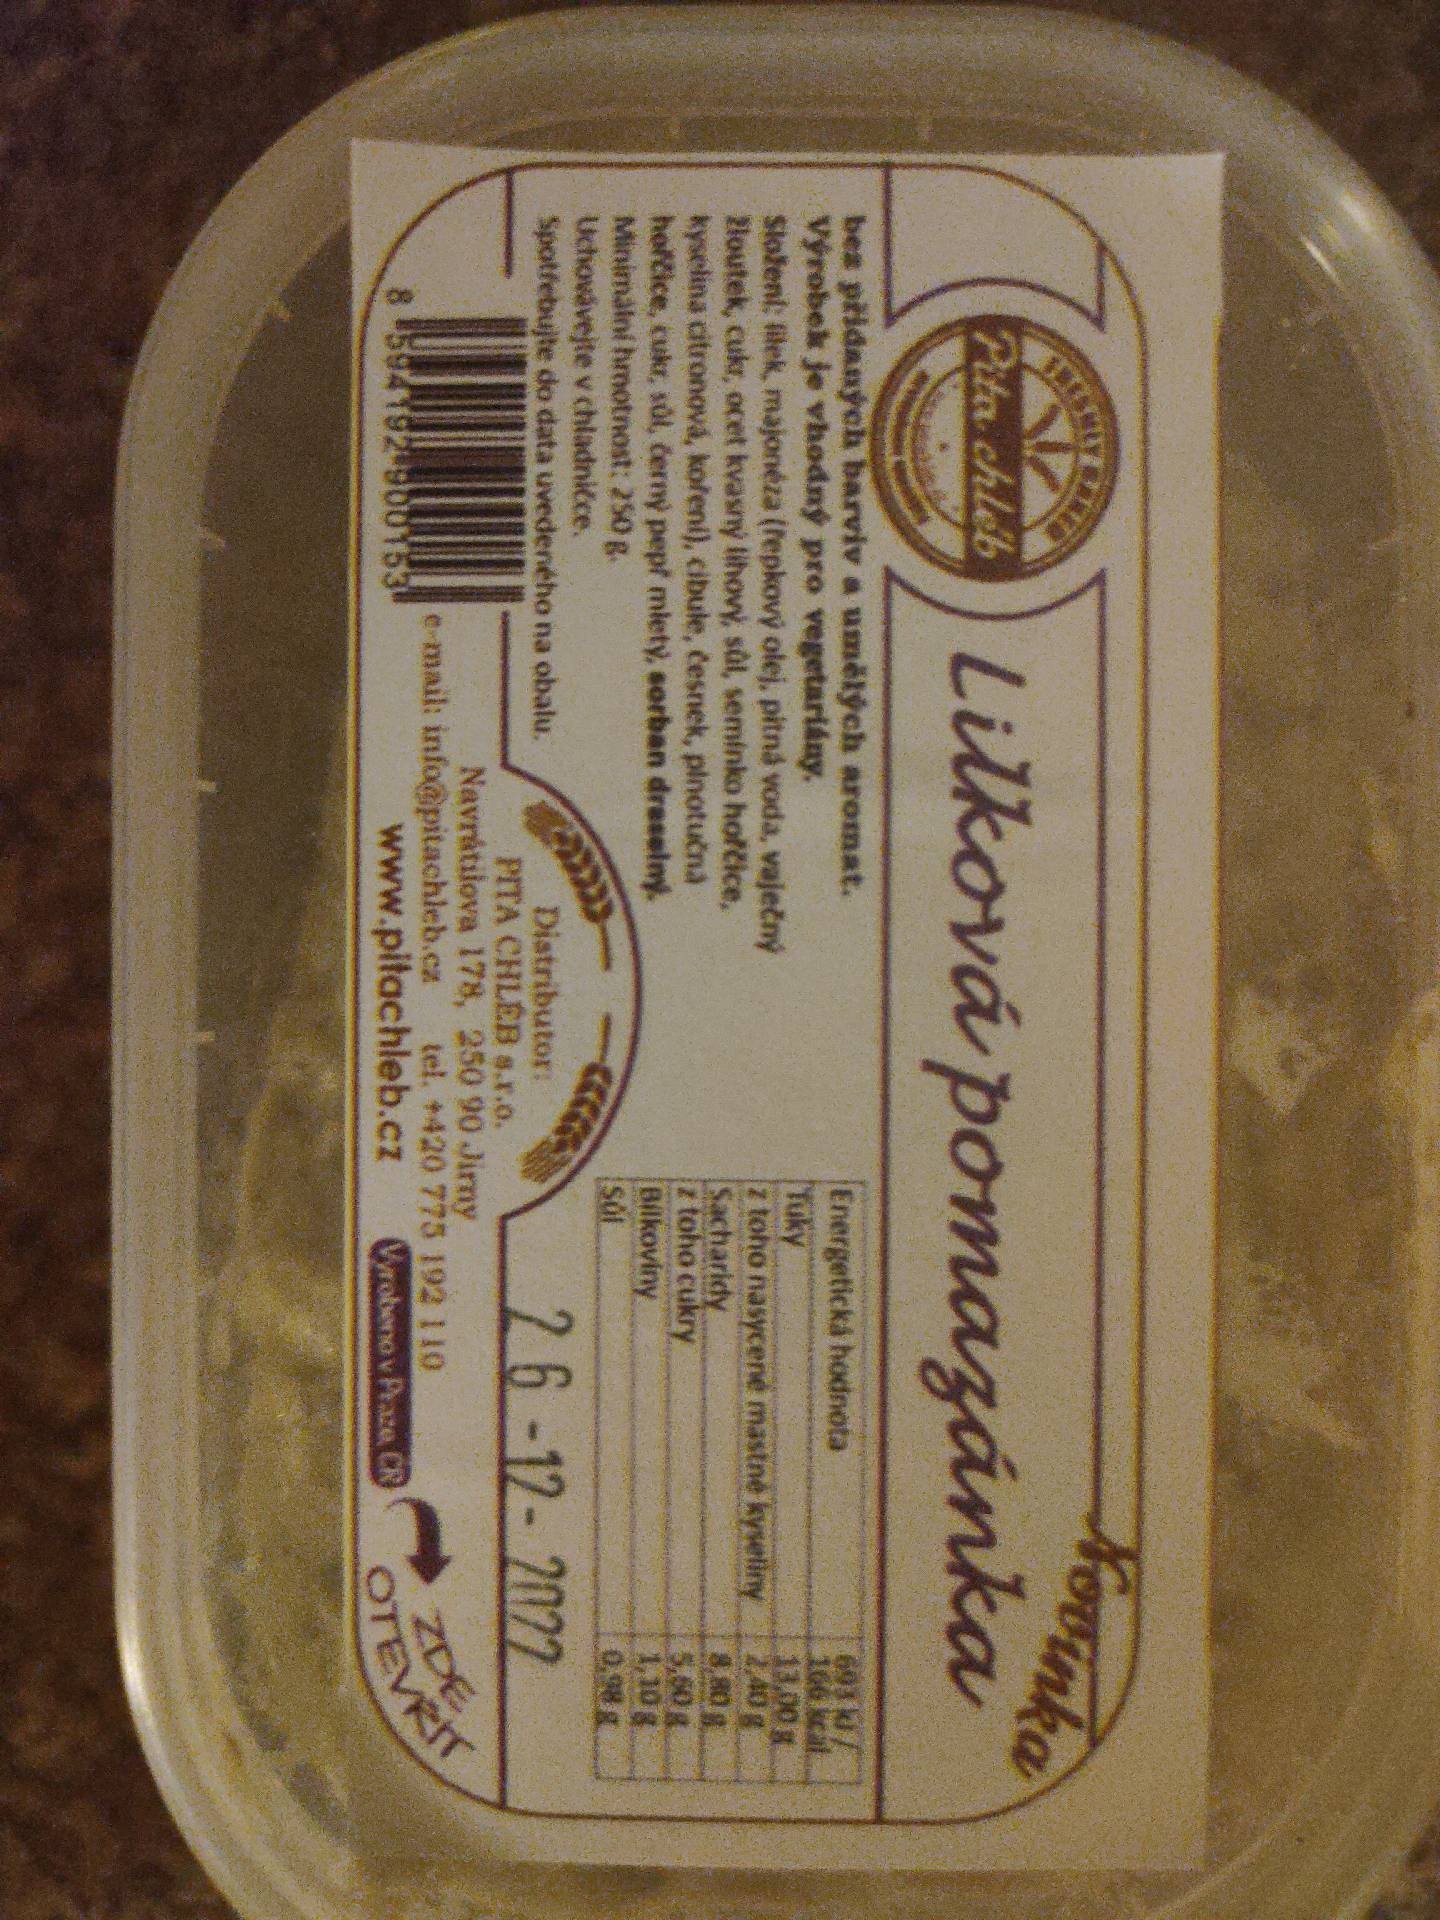 Novinka
FRESHLY BAKED
Pita chléb
Lilková pomazánka
bez přidaných barviv a umělých aromat.
Výrobek je vhodný pro vegetariány.
Složení: lilek, majonéza (řepkový olej, pitná voda, vaječný
žloutek, cukr, ocet kvasný lihový, sůl, semínko hořčice,
kyselina citronová, koření), cibule, česnek, plnotučná
hořčice, cukr, sůl, černý pepř mletý, sorban draselný.
Minimální hmotnost: 250 g.
Uchovávejte v chladničce.
Spotřebujte do data uvedeného na obalu.
Energetická hodnota 693 kJ /
166 kcal
Tuky 13,00 g
z toho nasycené mastné kyseliny 2,40 g
Sacharidy 8,80 g
z toho cukry 5,60 g
Bílkoviny 1,10 g
Sůl 0,98 g
26-12-2022
8 594192 900153
Distributor:
PITA CHLÉB s.r.o.
Navrátilova 178, 250 90 Jirny
e-mail: info@pitachleb.cz tel. +420 775 192 110
www.pitachleb.cz
Vyrobeno v Praze ČR
ZDE
OTEVŘÍT